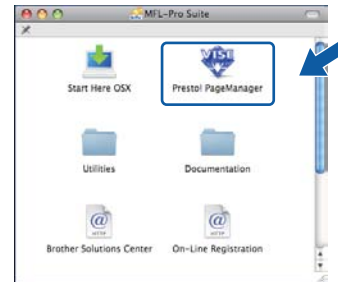 MFL-Pro Suite
Start Here OSX
Presto! PageManager
Utilities
Documentation
Brother Solutions Center
On-Line Registration